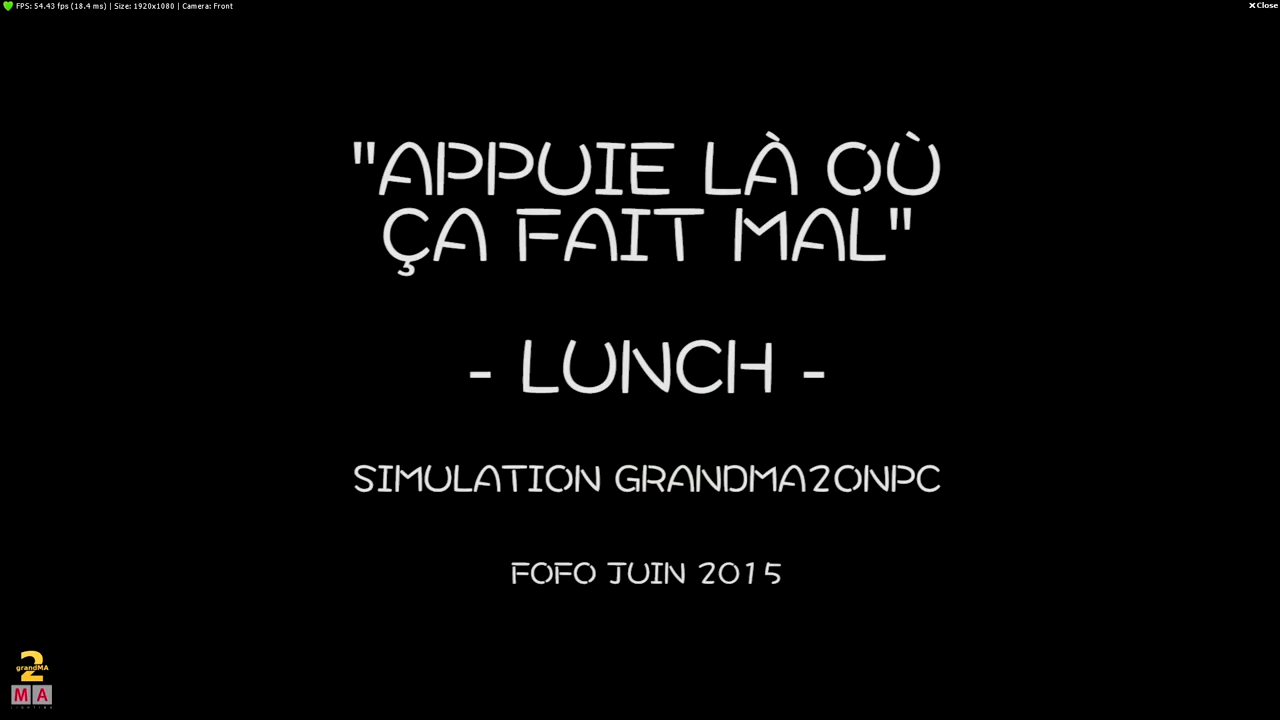 FPS: 54.43 fps (18.4 ms) | Size: 1920x1080 | Camera: Front
Close
"APPUIE LÀ OÙ
ÇA FAIT MAL"
- LUNCH -
SIMULATION GRANDMA2ONPC
FOFO JUIN 2015
2
grandMA
MA
LIGHTING